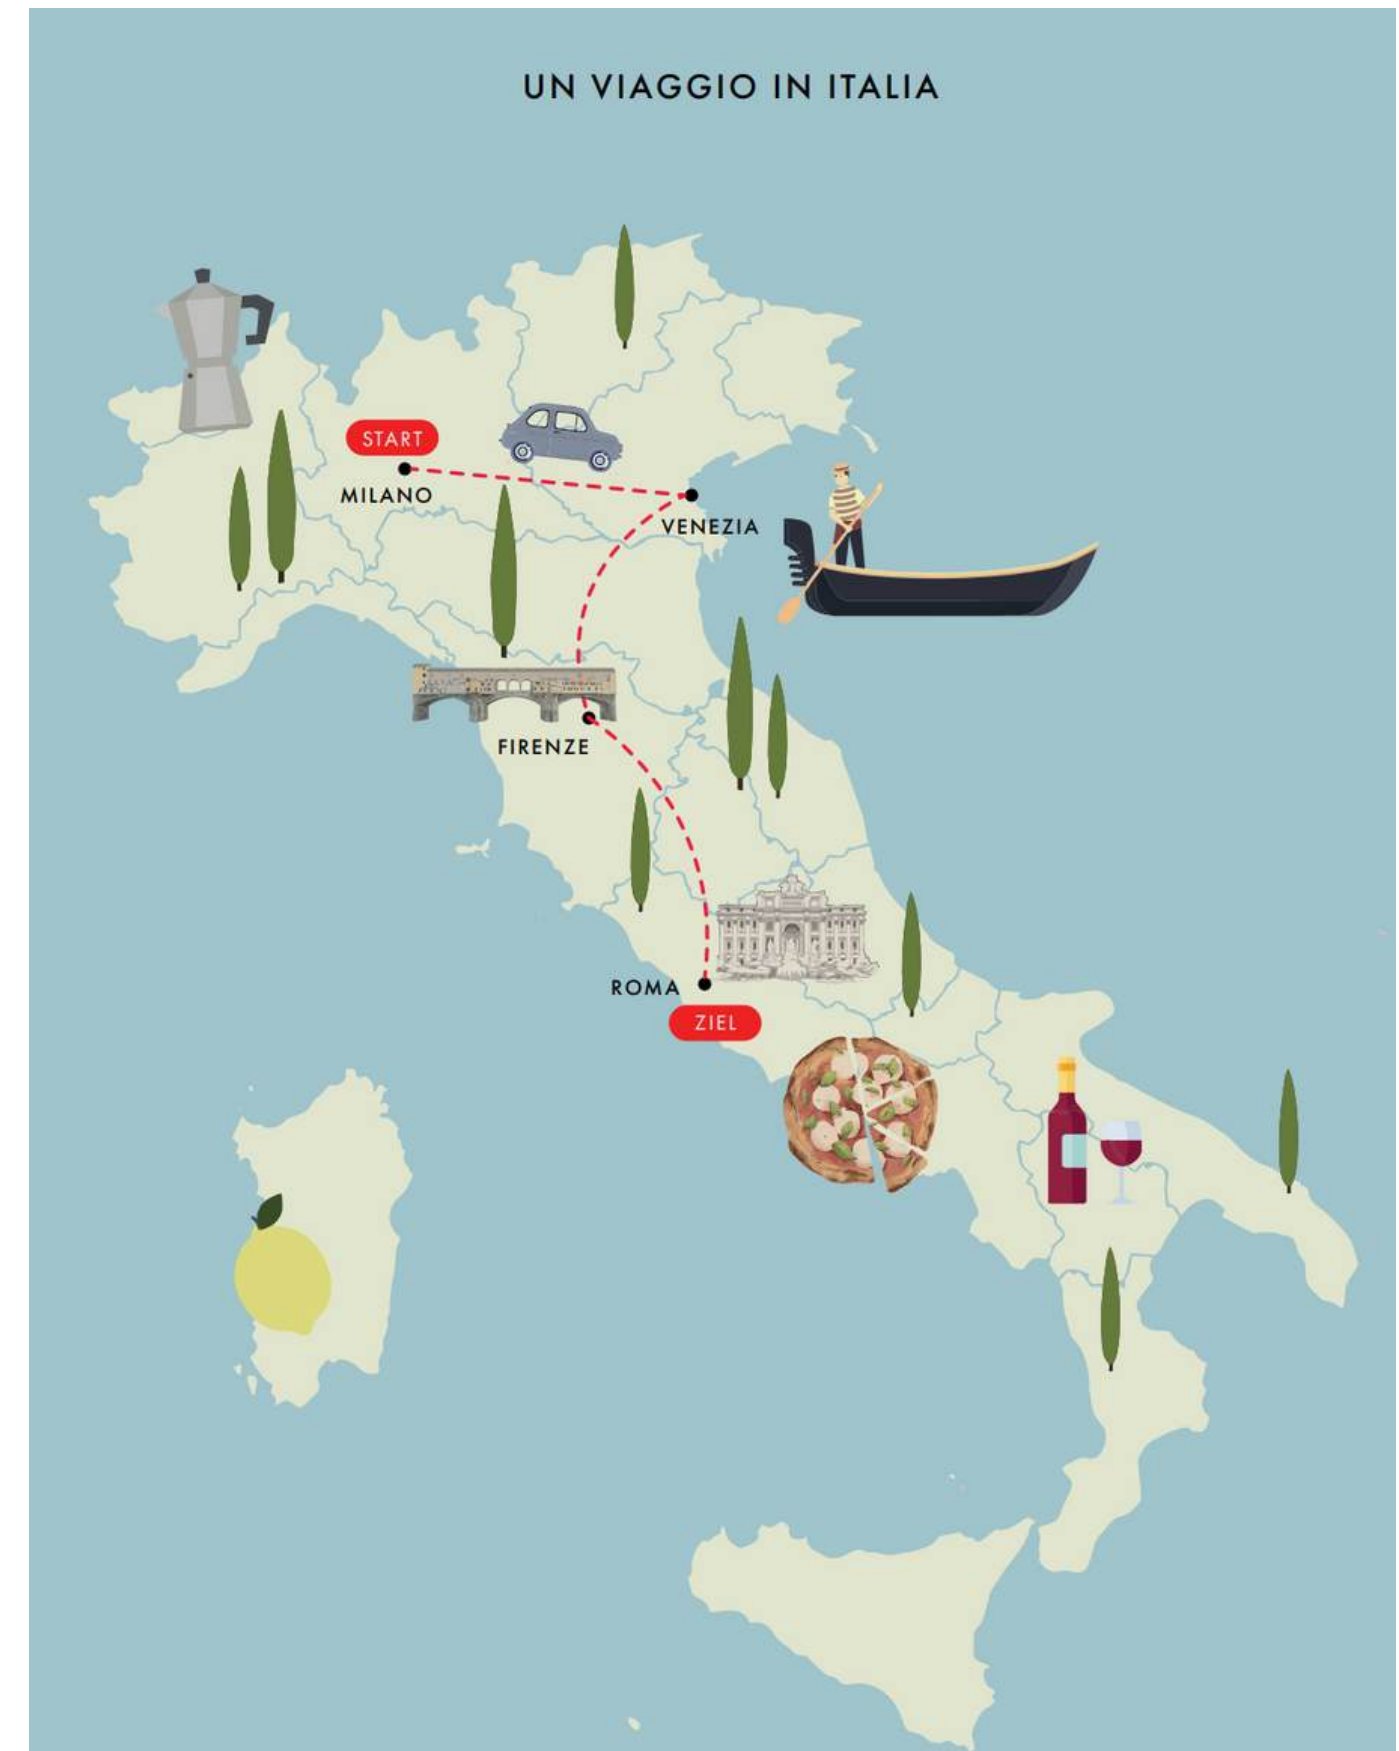 UN VIAGGIO IN ITALIA
START
MILANO
VENEZIA
FIRENZE
ROMA
ZIEL